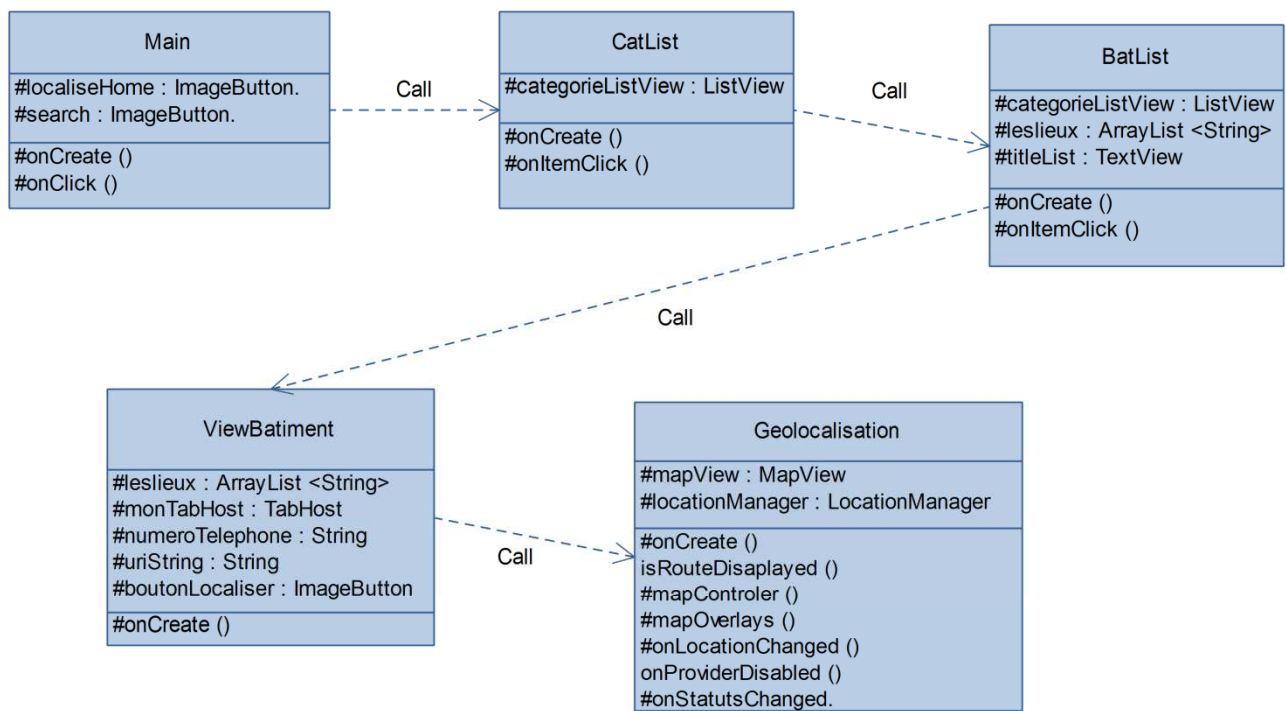 Main
#localiseHome : ImageButton.
#search : ImageButton.
#onCreate ()
#onClick ()
Call
CatList
#categorieListView : ListView
#onCreate ()
#onItemClick ()
Call
BatList
#categorieListView : ListView
#leslieux : ArrayList <String>
#titleList : TextView
#onCreate ()
#onItemClick ()
Call
ViewBatiment
#leslieux : ArrayList <String>
#monTabHost : TabHost
#numeroTelephone : String
#uriString : String
#boutonLocaliser : ImageButton
#onCreate ()
Call
Geolocalisation
#mapView : MapView
#locationManager : LocationManager
#onCreate ()
isRouteDisaplayed ()
#mapControler ()
#mapOverlays ()
#onLocationChanged ()
onProviderDisabled ()
#onStatutsChanged.